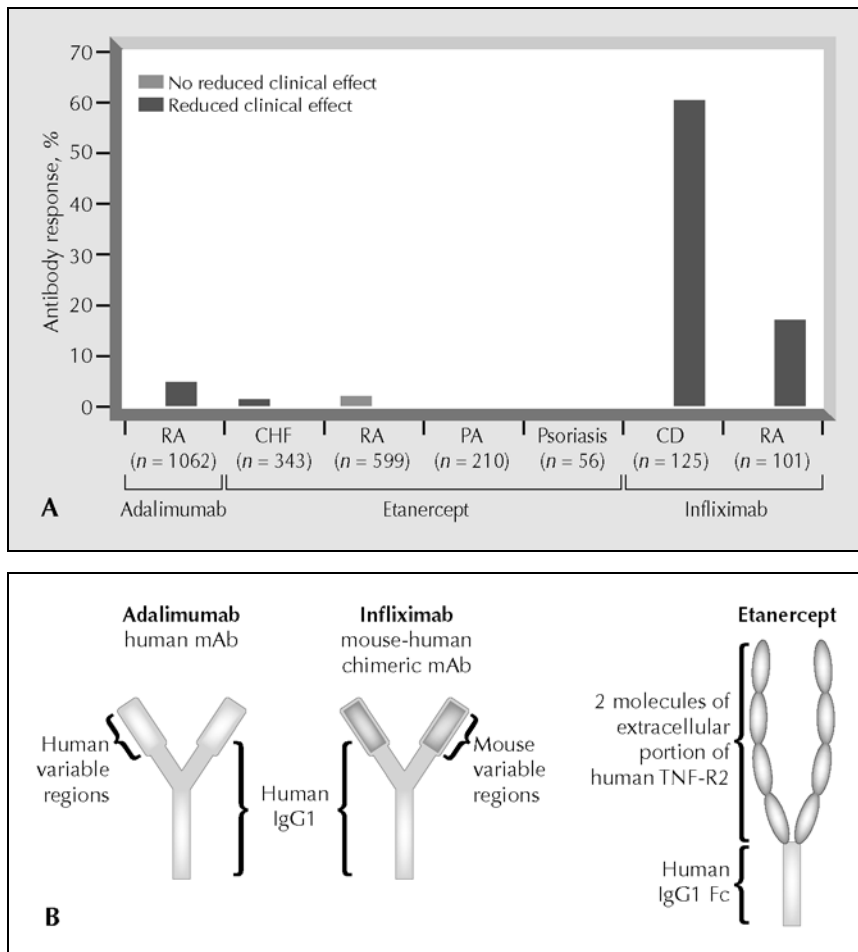 70
60
50
40
30
20
10
0
Antibody response, %
No reduced clinical effect
Reduced clinical effect
RA
(n = 1062)
CHF
(n = 343)
RA
(n = 599)
PA
(n = 210)
Psoriasis
(n = 56)
CD
(n = 125)
RA
(n = 101)
A
Adalimumab
Etanercept
Infliximab
Adalimumab
human mAb
Human
variable
regions
Human
IgG1
Infliximab
mouse-human
chimeric mAb
Mouse
variable
regions
Etanercept
2 molecules of
extracellular
portion of
human TNF-R2
Human
IgG1 Fc
B